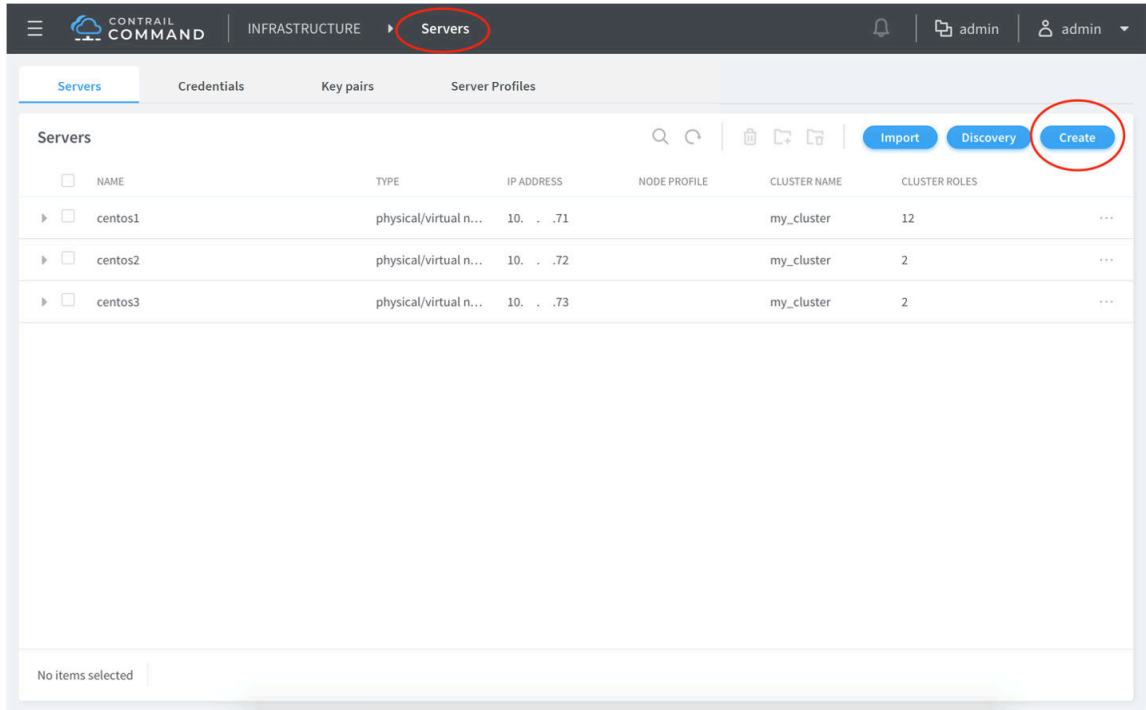 CONTRAIL
COMMAND
INFRASTRUCTURE Servers
admin admin
Servers Credentials Key pairs Server Profiles
Servers Import Discovery Create
NAME TYPE IP ADDRESS NODE PROFILE CLUSTER NAME CLUSTER ROLES
centos1 physical/virtual n... 10. . .71 my_cluster 12 ...
centos2 physical/virtual n... 10. . .72 my_cluster 2 ...
centos3 physical/virtual n... 10. . .73 my_cluster 2 ...
No items selected